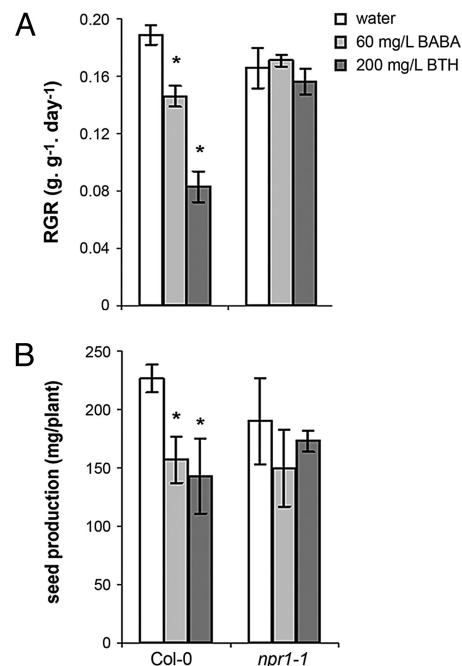 A
water
60 mg/L BABA
200 mg/L BTH
RGR (g. g⁻¹. day⁻¹)
0.20
0.16
0.12
0.08
0.04
0
*
*
B
seed production (mg/plant)
250
200
150
100
50
0
* *
Col-0 npr1-1